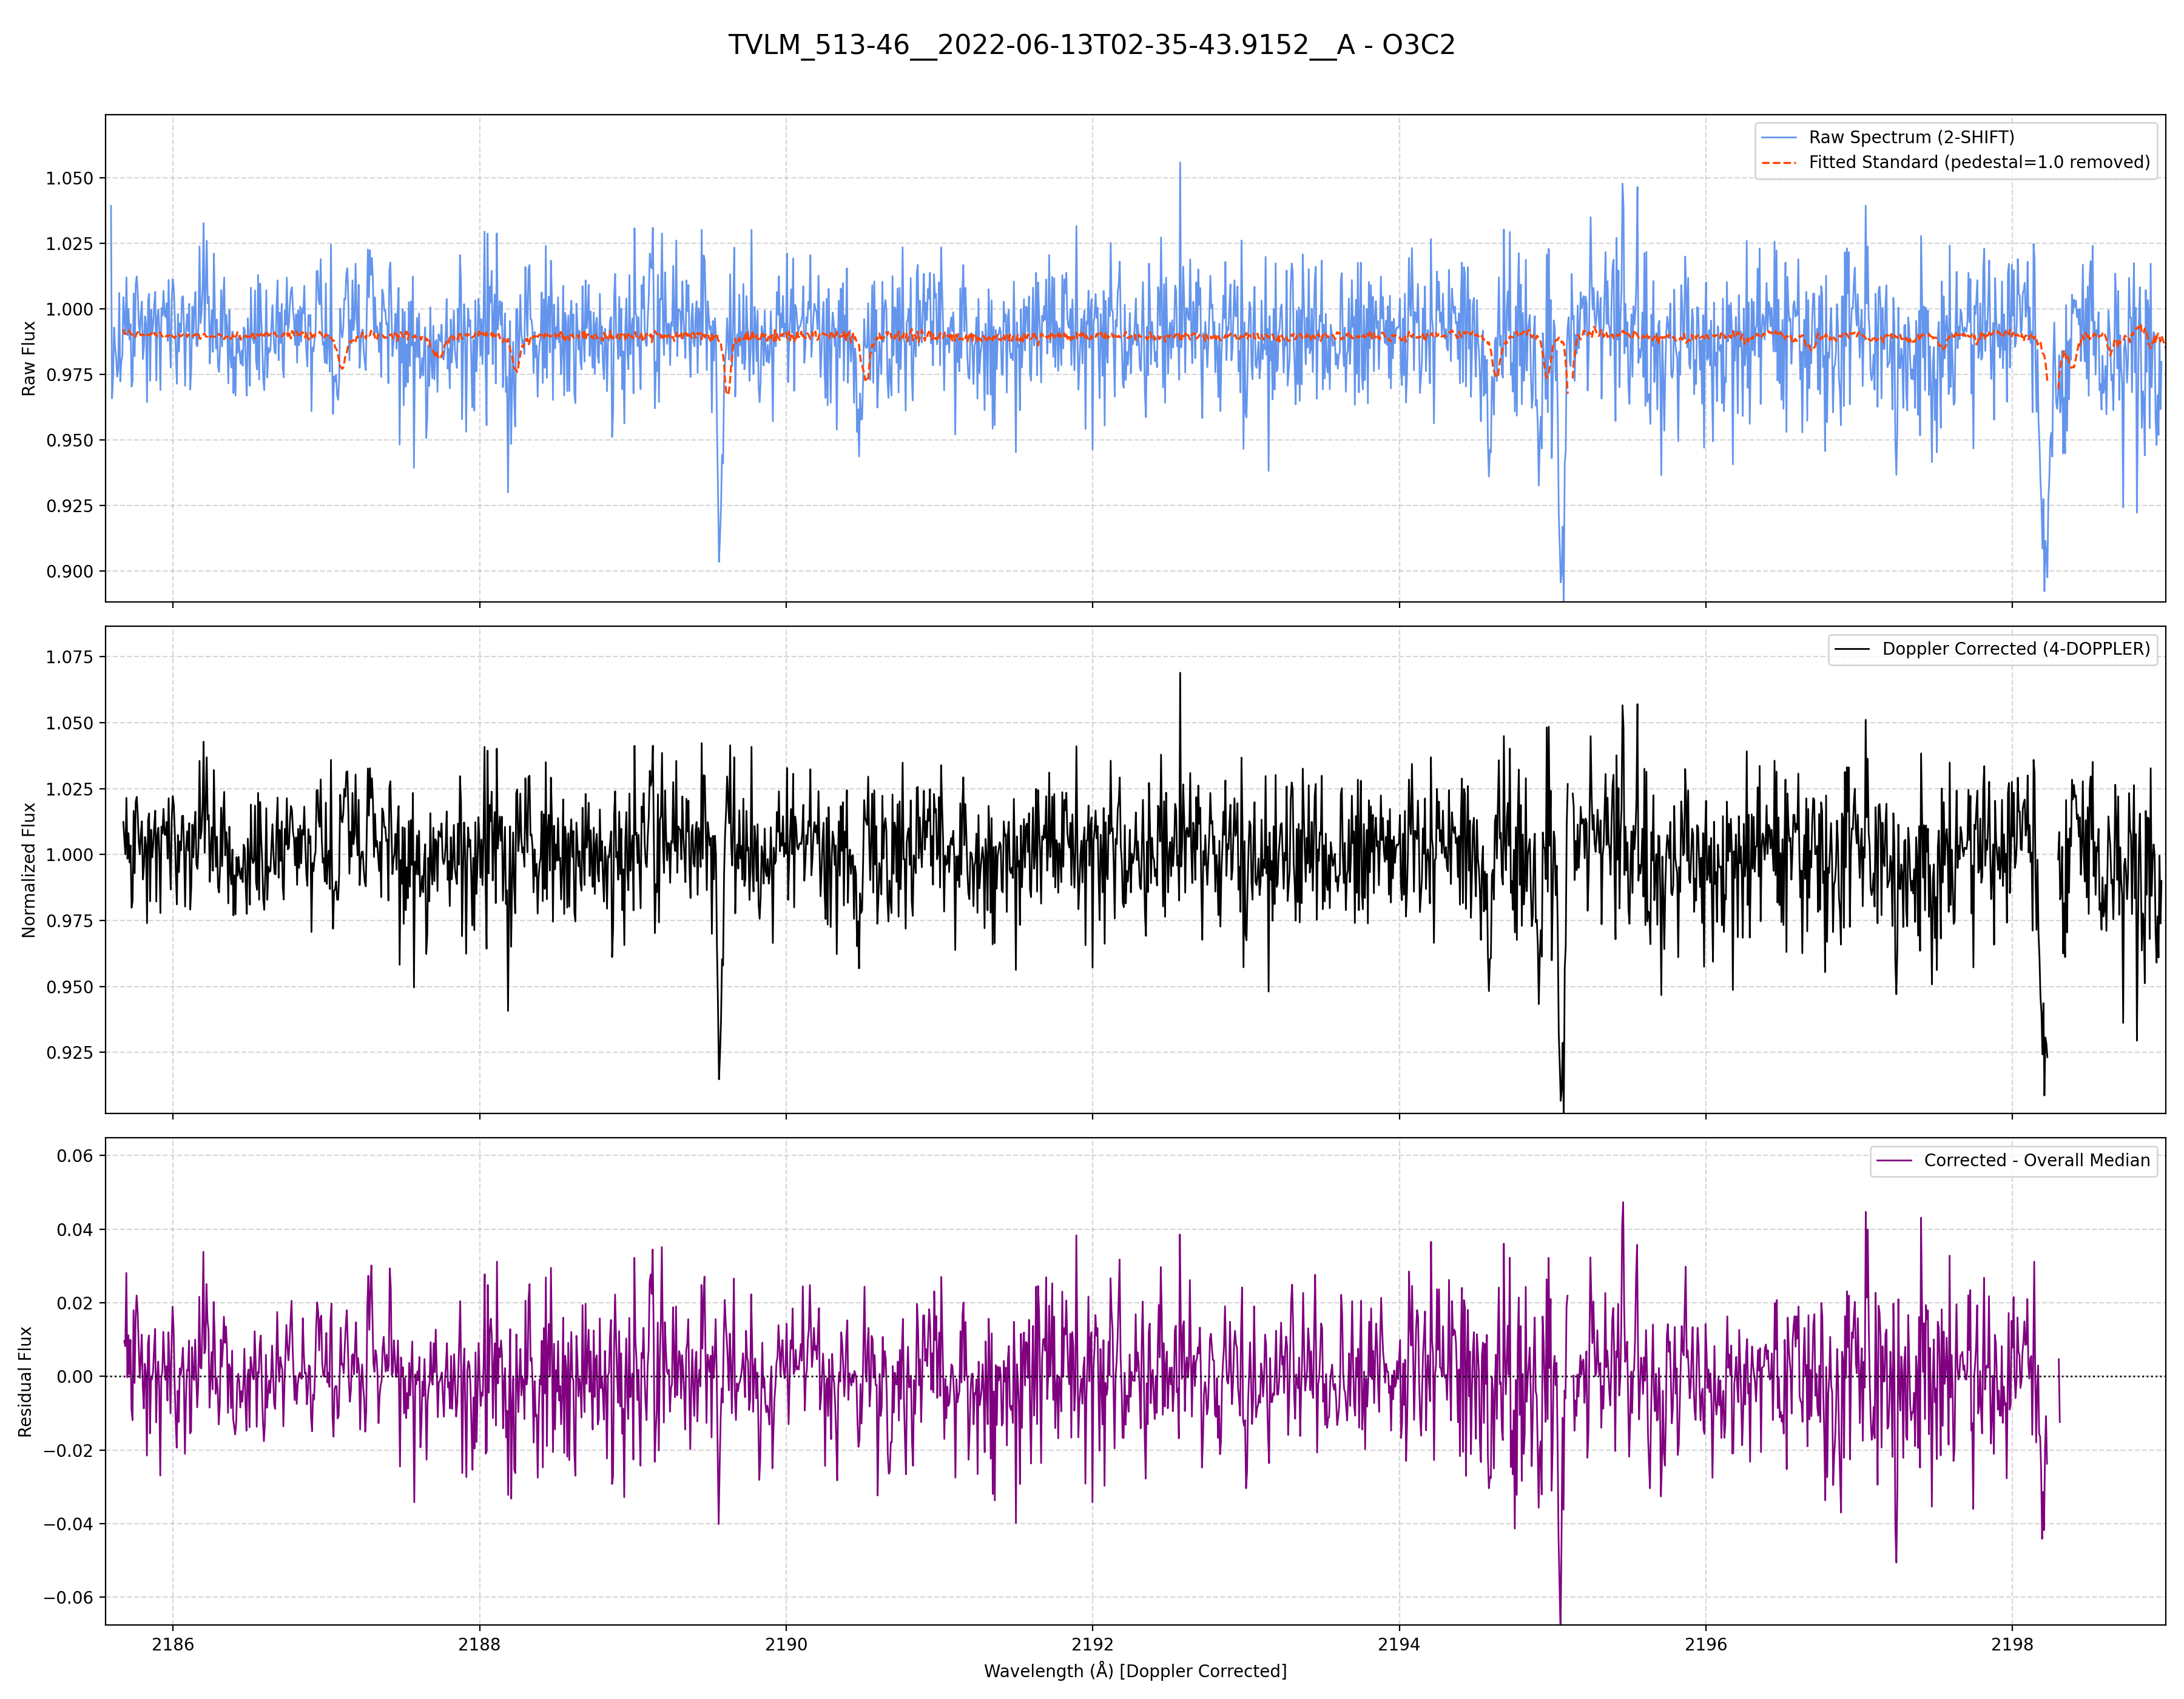 TVLM_513-46__2022-06-13T02-35-43.9152__A - O3C2
Raw Spectrum (2-SHIFT)
Fitted Standard (pedestal=1.0 removed)
1.050
1.025
1.000
0.975
0.950
0.925
0.900
Raw Flux
Doppler Corrected (4-DOPPLER)
1.075
1.050
1.025
1.000
0.975
0.950
0.925
Normalized Flux
Corrected - Overall Median
0.06
0.04
0.02
0.00
−0.02
−0.04
−0.06
Residual Flux
2186 2188 2190 2192 2194 2196 2198
Wavelength (Å) [Doppler Corrected]